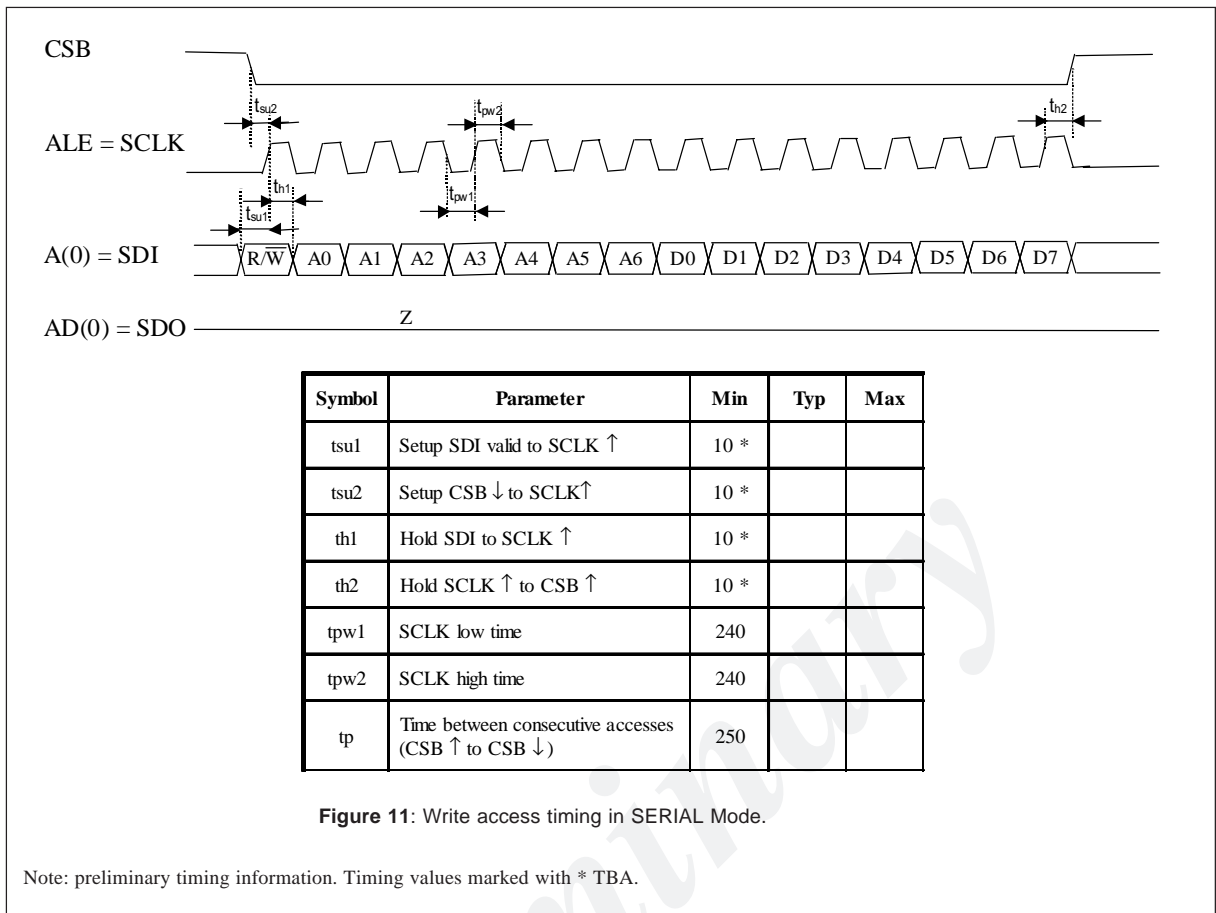 CSB
tsu2
tpw2
th2
ALE = SCLK
th1
tpw1
tsu1
A(0) = SDI
R/W A0 A1 A2 A3 A4 A5 A6 D0 D1 D2 D3 D4 D5 D6 D7
Z
AD(0) = SDO
Symbol Parameter Min Typ Max
tsu1 Setup SDI valid to SCLK ↑ 10 *
tsu2 Setup CSB ↓ to SCLK↑ 10 *
th1 Hold SDI to SCLK ↑ 10 *
th2 Hold SCLK ↑ to CSB ↑ 10 *
tpw1 SCLK low time 240
tpw2 SCLK high time 240
tp Time between consecutive accesses 250
(CSB ↑ to CSB ↓)
Figure 11: Write access timing in SERIAL Mode.
Note: preliminary timing information. Timing values marked with * TBA.
inary